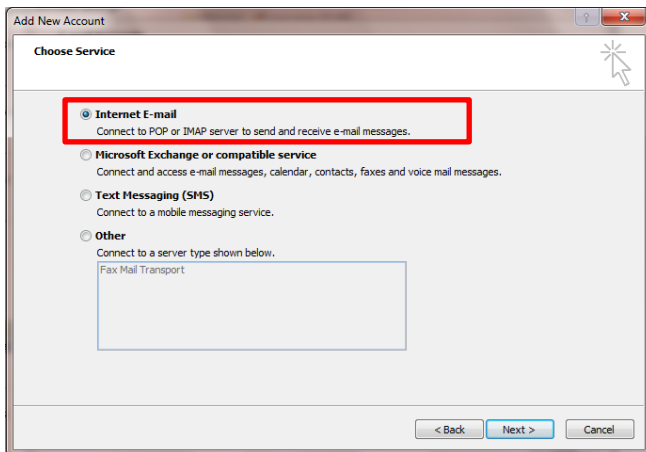 Add New Account
Choose Service
Internet E-mail
Connect to POP or IMAP server to send and receive e-mail messages.
Microsoft Exchange or compatible service
Connect and access e-mail messages, calendar, contacts, faxes and voice mail messages.
Text Messaging (SMS)
Connect to a mobile messaging service.
Other
Connect to a server type shown below.
Fax Mail Transport
< Back Next > Cancel